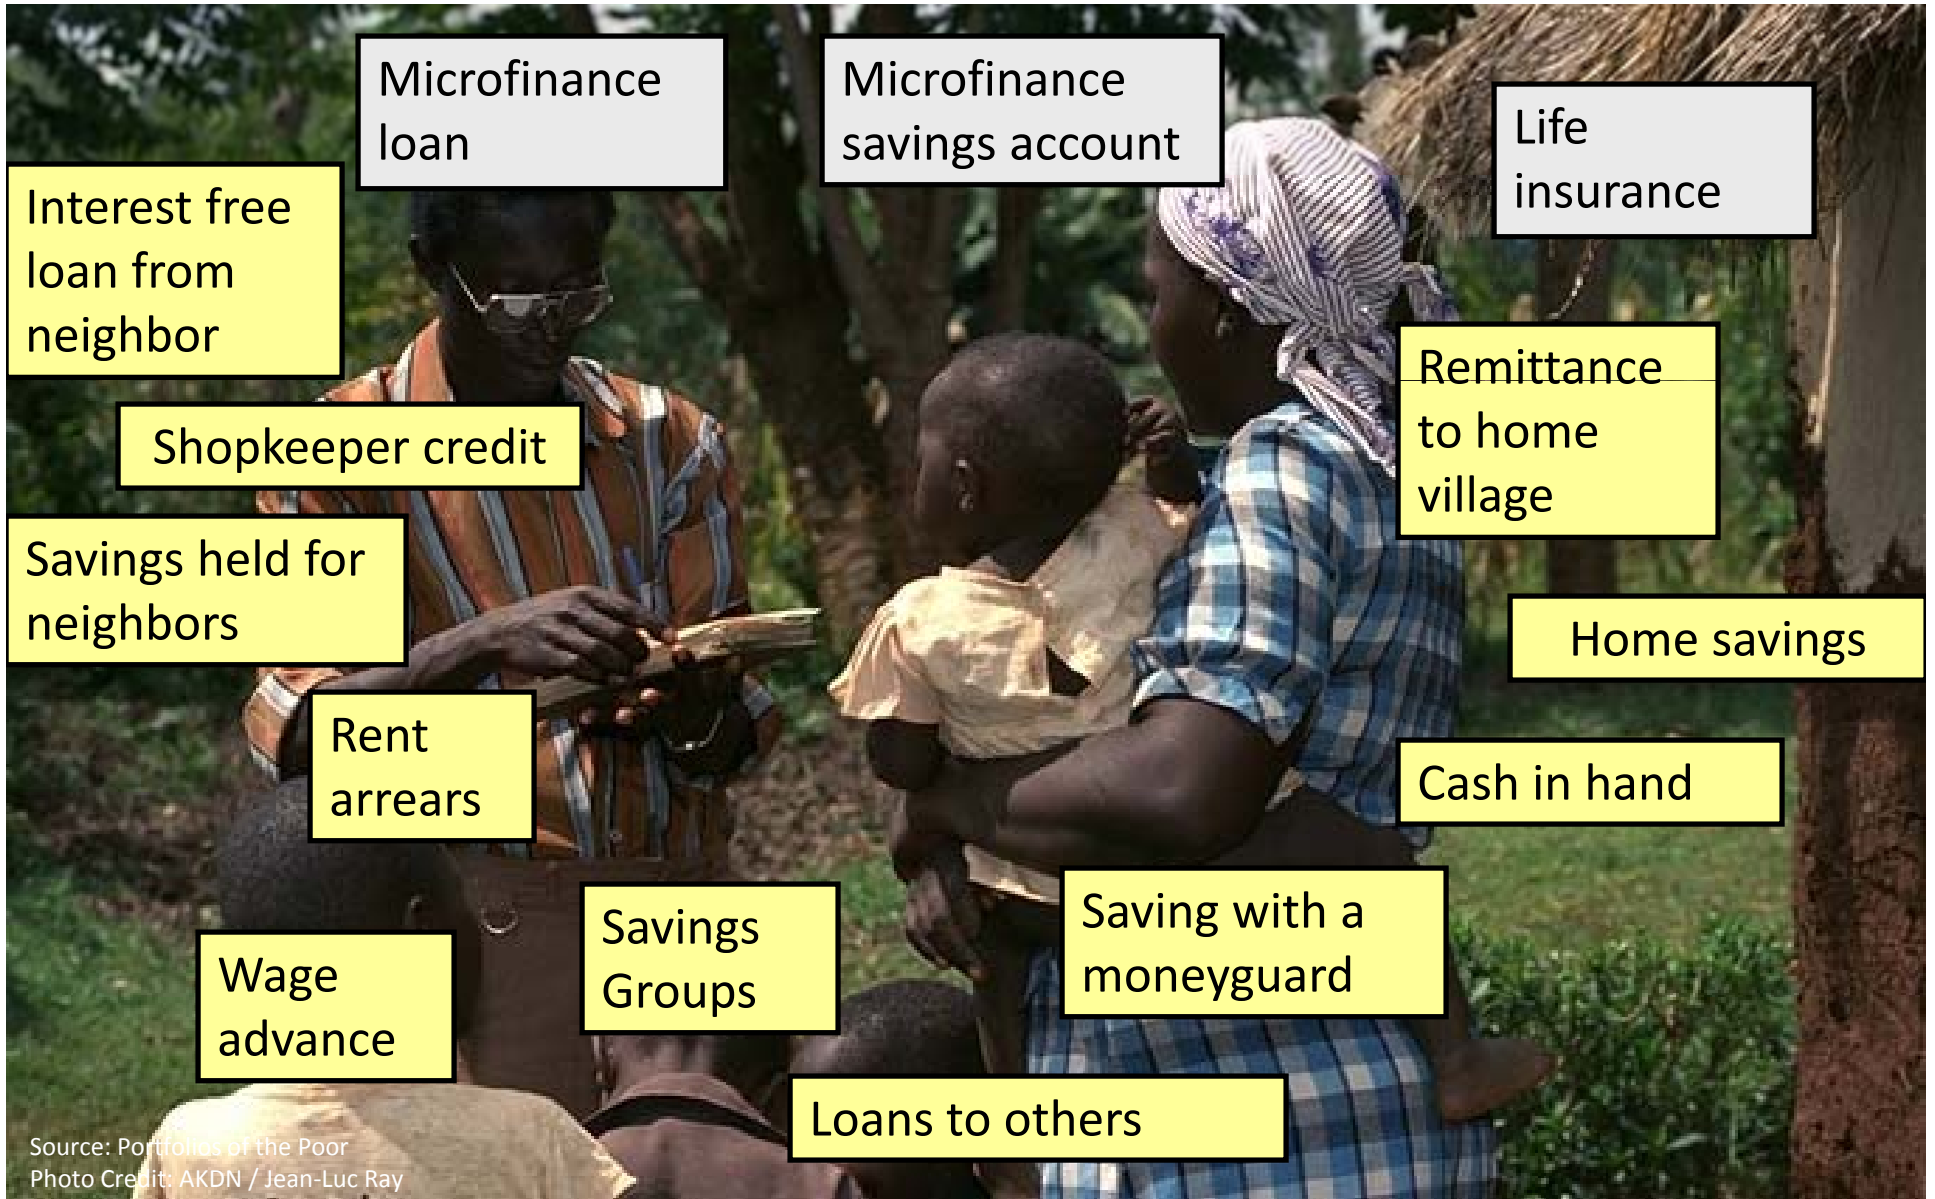 Microfinance
loan
Microfinance
savings account
Life
insurance
Interest free
loan from
neighbor
Remittance
to home
village
Shopkeeper credit
Savings held for
neighbors
Home savings
Rent
arrears
Cash in hand
Savings
Groups
Saving with a
moneyguard
Wage
advance
Loans to others
Source: Portfolios of the Poor
Photo Credit: AKDN / Jean-Luc Ray